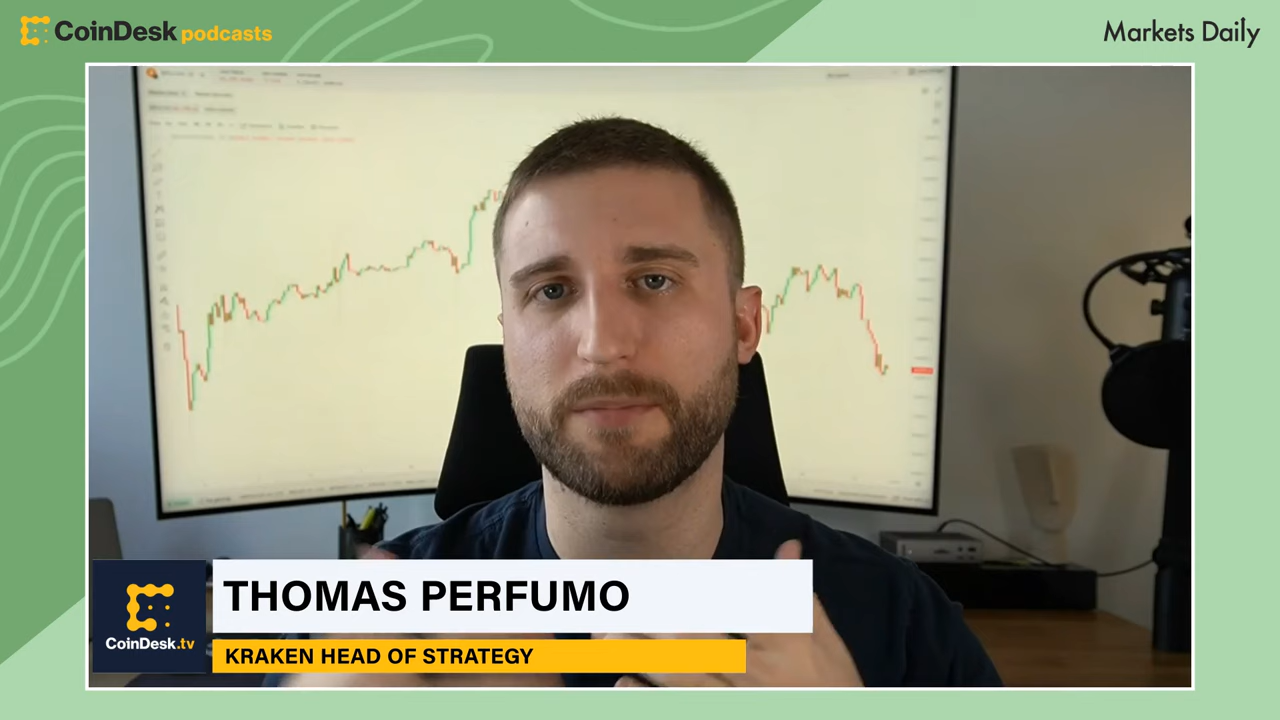 CoinDesk podcasts
Markets Daily
THOMAS PERFUMO
CoinDesk.tv
KRAKEN HEAD OF STRATEGY